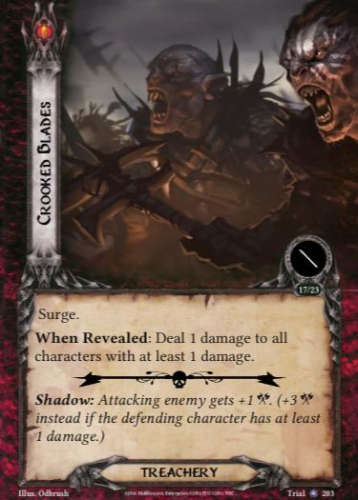 CROOKED BLADES
17/23
Surge.
When Revealed: Deal 1 damage to all
characters with at least 1 damage.
Shadow: Attacking enemy gets +1. (+3
instead if the defending character has at least
1 damage.)
TREACHERY
Illus. Odbrush
Trial 203